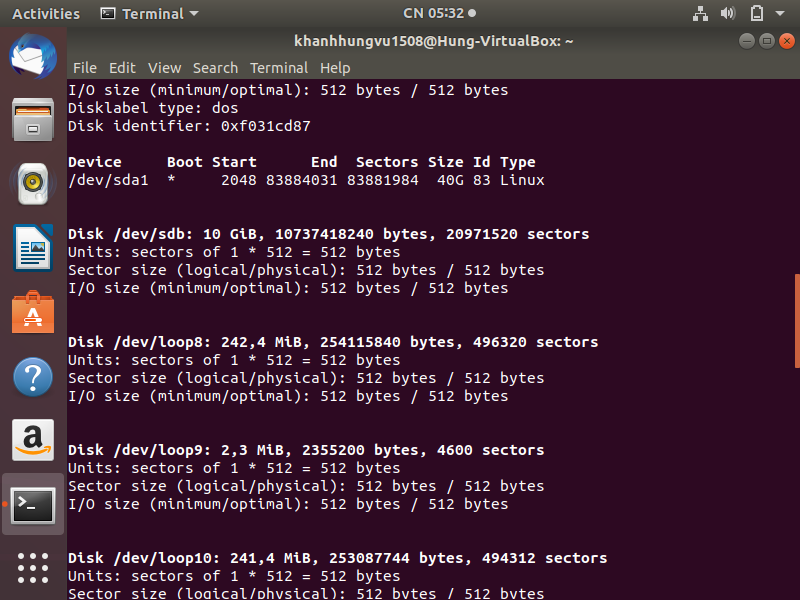 Activities Terminal CN 05:32
khanhhungvu1508@Hung-VirtualBox: ~
File Edit View Search Terminal Help
I/O size (minimum/optimal): 512 bytes / 512 bytes
Disklabel type: dos
Disk identifier: 0xf031cd87
Device     Boot Start      End  Sectors Size Id Type
/dev/sda1  *     2048 83884031 83881984  40G 83 Linux
Disk /dev/sdb: 10 GiB, 10737418240 bytes, 20971520 sectors
Units: sectors of 1 * 512 = 512 bytes
Sector size (logical/physical): 512 bytes / 512 bytes
I/O size (minimum/optimal): 512 bytes / 512 bytes
Disk /dev/loop8: 242,4 MiB, 254115840 bytes, 496320 sectors
Units: sectors of 1 * 512 = 512 bytes
Sector size (logical/physical): 512 bytes / 512 bytes
I/O size (minimum/optimal): 512 bytes / 512 bytes
Disk /dev/loop9: 2,3 MiB, 2355200 bytes, 4600 sectors
Units: sectors of 1 * 512 = 512 bytes
Sector size (logical/physical): 512 bytes / 512 bytes
I/O size (minimum/optimal): 512 bytes / 512 bytes
Disk /dev/loop10: 241,4 MiB, 253087744 bytes, 494312 sectors
Units: sectors of 1 * 512 = 512 bytes
Sector size (logical/physical): 512 bytes / 512 bytes